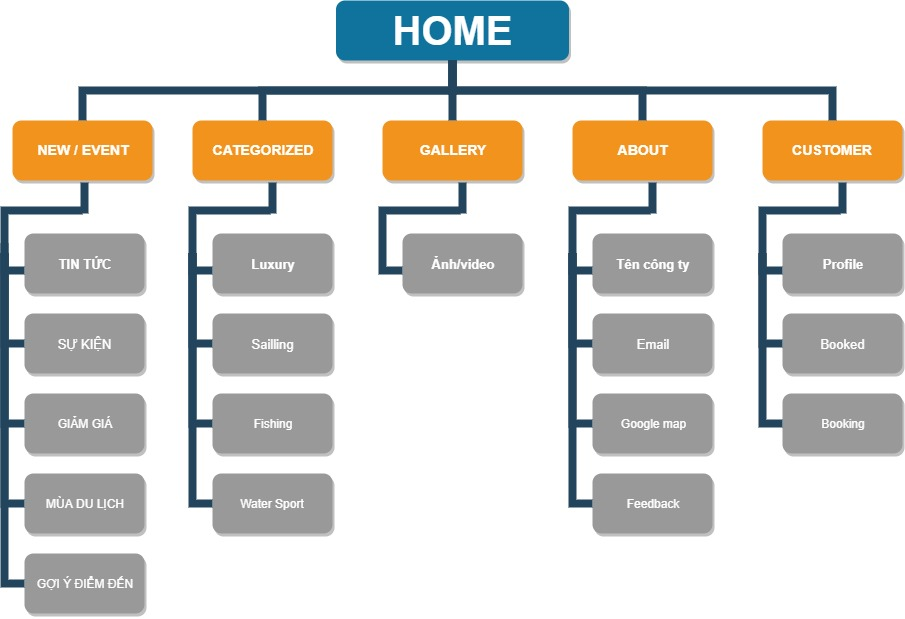 HOME
NEW / EVENT
CATEGORIZED
GALLERY
ABOUT
CUSTOMER
TIN TỨC
SỰ KIỆN
GIẢM GIÁ
MÙA DU LỊCH
GỢI Ý ĐIỂM ĐẾN
Luxury
Sailling
Fishing
Water Sport
Ảnh/video
Tên công ty
Email
Google map
Feedback
Profile
Booked
Booking